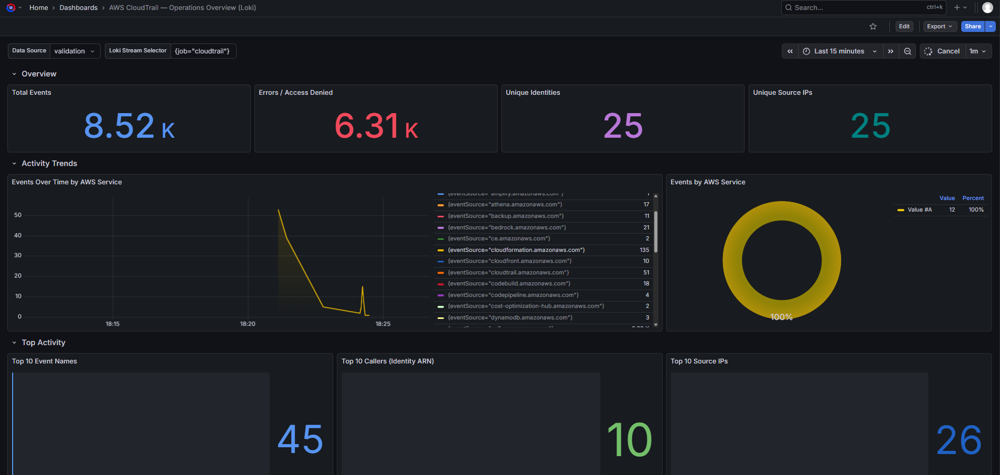 Home › Dashboards › AWS CloudTrail — Operations Overview (Loki)
Search... ctrl+k
Edit Export Share
Data Source validation Loki Stream Selector {job="cloudtrail"}
Last 15 minutes Cancel 1m
Overview
Total Events
8.52 K
Errors / Access Denied
6.31 K
Unique Identities
25
Unique Source IPs
25
Activity Trends
Events Over Time by AWS Service
50
40
30
20
10
0
18:15 18:20 18:25
{eventSource="amplify.amazonaws.com"} 1
{eventSource="athena.amazonaws.com"} 17
{eventSource="backup.amazonaws.com"} 11
{eventSource="bedrock.amazonaws.com"} 21
{eventSource="ce.amazonaws.com"} 2
{eventSource="cloudformation.amazonaws.com"} 135
{eventSource="cloudfront.amazonaws.com"} 10
{eventSource="cloudtrail.amazonaws.com"} 51
{eventSource="codebuild.amazonaws.com"} 18
{eventSource="codepipeline.amazonaws.com"} 4
{eventSource="cost-optimization-hub.amazonaws.com"} 2
{eventSource="dynamodb.amazonaws.com"} 3
Events by AWS Service
Value Percent
Value #A 12 100%
100%
Top Activity
Top 10 Event Names
45
Top 10 Callers (Identity ARN)
10
Top 10 Source IPs
26